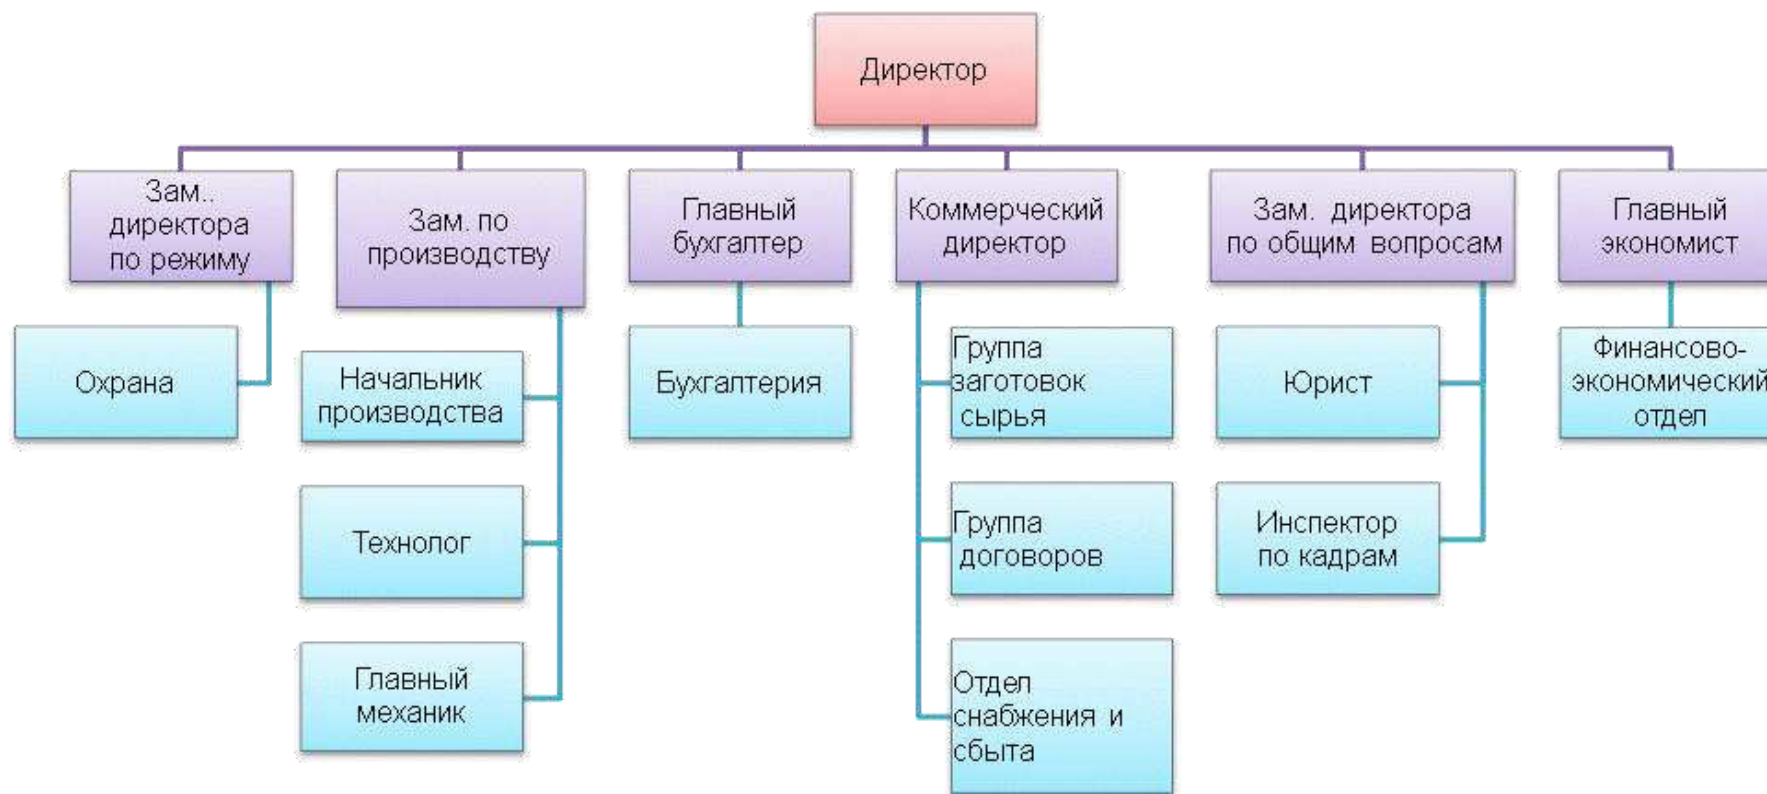 Директор
Зам..
директора
по режиму
Зам. по
производству
Главный
бухгалтер
Коммерческий
директор
Зам. директора
по общим вопросам
Главный
экономист
Охрана
Начальник
производства
Технолог
Главный
механик
Бухгалтерия
Группа
заготовок
сырья
Группа
договоров
Отдел
снабжения и
сбыта
Юрист
Инспектор
по кадрам
Финансово-
экономический
отдел